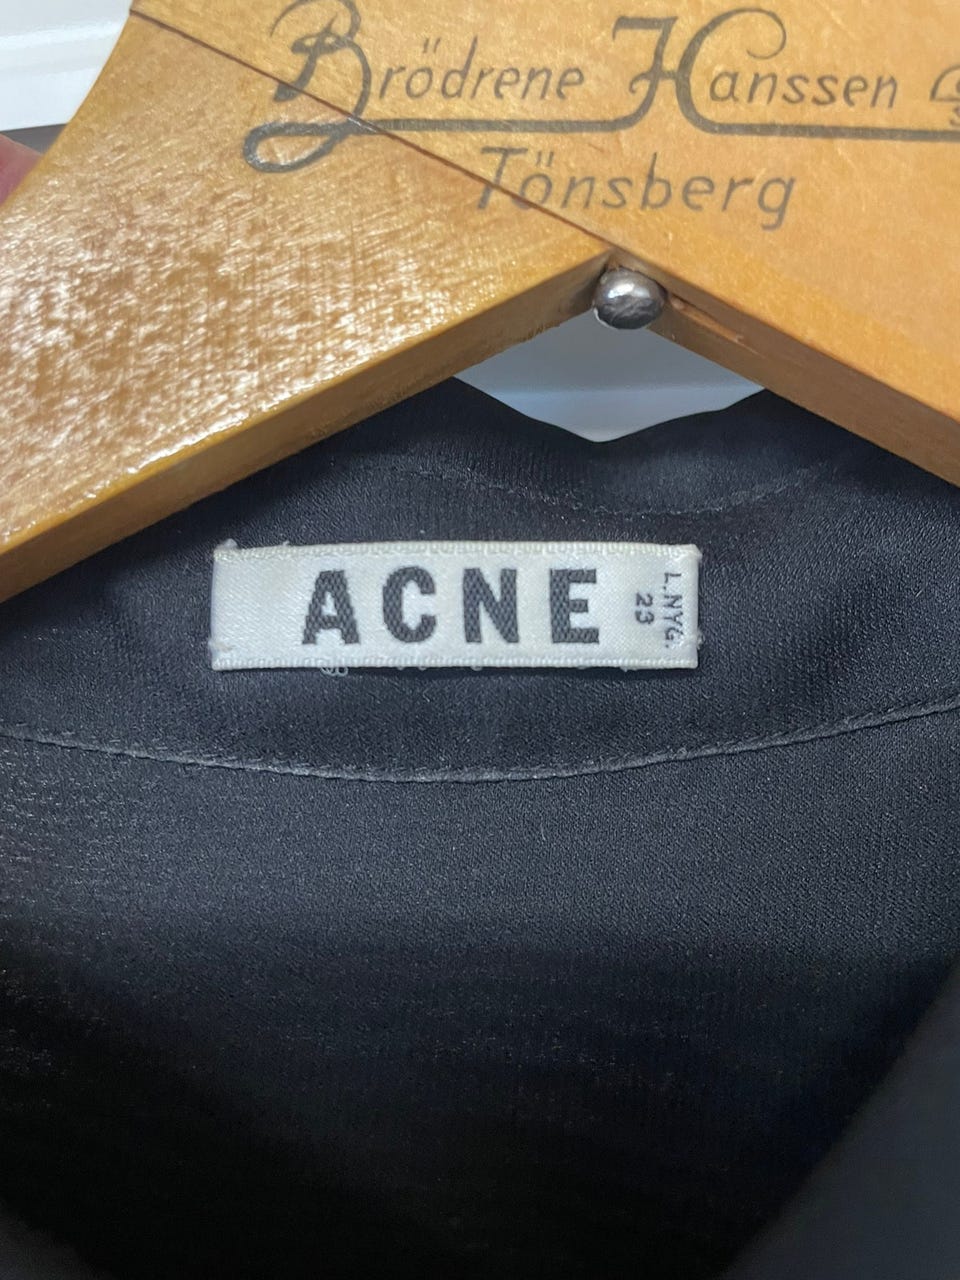 Brödrene Hanssen
Tönsberg
ACNE
L.NYG.
23